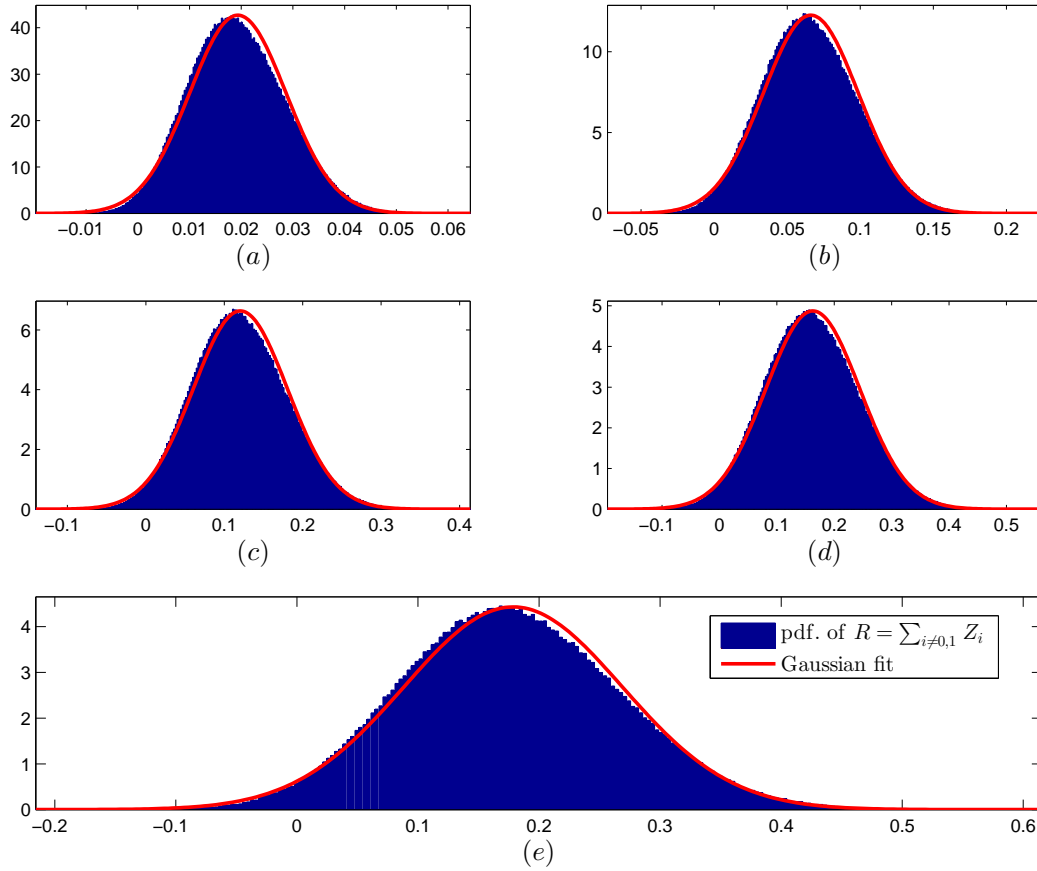 40
30
20
10
0
−0.01 0 0.01 0.02 0.03 0.04 0.05 0.06
(a)
10
5
0
−0.05 0 0.05 0.1 0.15 0.2
(b)
6
4
2
0
−0.1 0 0.1 0.2 0.3 0.4
(c)
5
4
3
2
1
0
−0.1 0 0.1 0.2 0.3 0.4 0.5
(d)
4
3
2
1
0
−0.2 −0.1 0 0.1 0.2 0.3 0.4 0.5 0.6
(e)
pdf. of R = ∑_{i≠0,1} Z_i
Gaussian fit